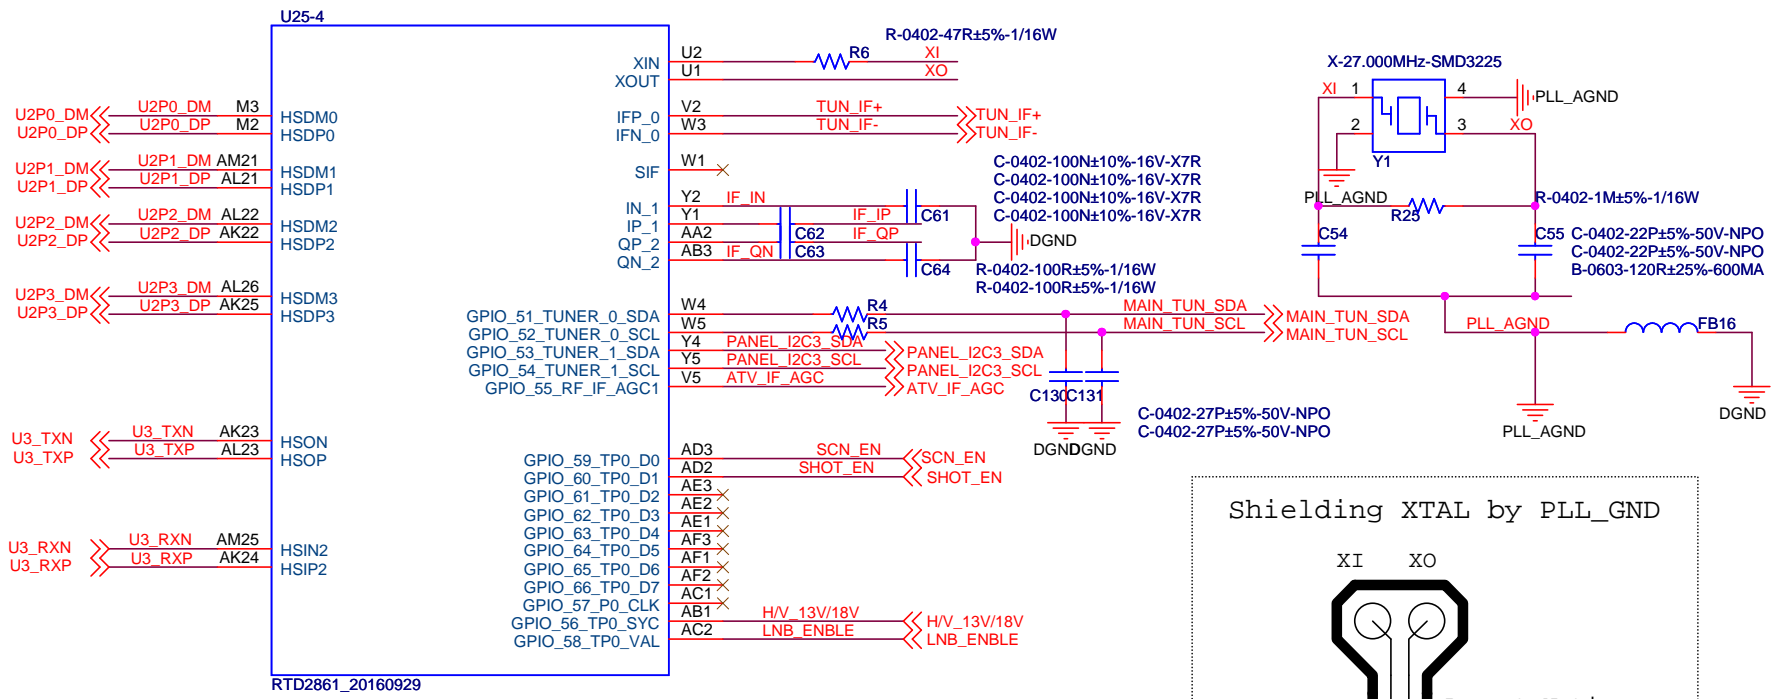 U25-4
R-0402-47R±5%-1/16W
XIN U2 R6 XI
XOUT U1 XO
U2P0_DM U2P0_DM M3 HSDM0
U2P0_DP U2P0_DP M2 HSDP0
IFP_0 V2 TUN_IF+ TUN_IF+
IFN_0 W3 TUN_IF- TUN_IF-
U2P1_DM U2P1_DM AM21 HSDM1
U2P1_DP U2P1_DP AL21 HSDP1
SIF W1
C-0402-100N±10%-16V-X7R
C-0402-100N±10%-16V-X7R
C-0402-100N±10%-16V-X7R
C-0402-100N±10%-16V-X7R
U2P2_DM U2P2_DM AL22 HSDM2
U2P2_DP U2P2_DP AK22 HSDP2
IN_1 Y2 IF_IN C61
IP_1 Y1 C62 IF_IP
QP_2 AA2 C63 IF_QP
QN_2 AB3 IF_QN C64
DGND
R-0402-100R±5%-1/16W
R-0402-100R±5%-1/16W
U2P3_DM U2P3_DM AL26 HSDM3
U2P3_DP U2P3_DP AK25 HSDP3
GPIO_51_TUNER_0_SDA W4 R4 MAIN_TUN_SDA MAIN_TUN_SDA
GPIO_52_TUNER_0_SCL W5 R5 MAIN_TUN_SCL MAIN_TUN_SCL
GPIO_53_TUNER_1_SDA Y4 PANEL_I2C3_SDA PANEL_I2C3_SDA
GPIO_54_TUNER_1_SCL Y5 PANEL_I2C3_SCL PANEL_I2C3_SCL
GPIO_55_RF_IF_AGC1 V5 ATV_IF_AGC ATV_IF_AGC
C130 C131
C-0402-27P±5%-50V-NPO
C-0402-27P±5%-50V-NPO
DGND DGND
U3_TXN U3_TXN AK23 HSON
U3_TXP U3_TXP AL23 HSOP
GPIO_59_TP0_D0 AD3 SCN_EN SCN_EN
GPIO_60_TP0_D1 AD2 SHOT_EN SHOT_EN
GPIO_61_TP0_D2 AE3
GPIO_62_TP0_D3 AE2
GPIO_63_TP0_D4 AE1
GPIO_64_TP0_D5 AF3
GPIO_65_TP0_D6 AF1
GPIO_66_TP0_D7 AF2
GPIO_57_P0_CLK AC1
GPIO_56_TP0_SYC AB1 H/V_13V/18V H/V_13V/18V
GPIO_58_TP0_VAL AC2 LNB_ENBLE LNB_ENBLE
U3_RXN U3_RXN AM25 HSIN2
U3_RXP U3_RXP AK24 HSIP2
RTD2861_20160929
X-27.000MHz-SMD3225
XI 1 4 PLL_AGND
2 3 XO
Y1
PLL_AGND R25 R-0402-1M±5%-1/16W
C54 C55 C-0402-22P±5%-50V-NPO
C-0402-22P±5%-50V-NPO
B-0603-120R±25%-600MA
PLL_AGND FB16
DGND
PLL_AGND
Shielding XTAL by PLL_GND
XI XO